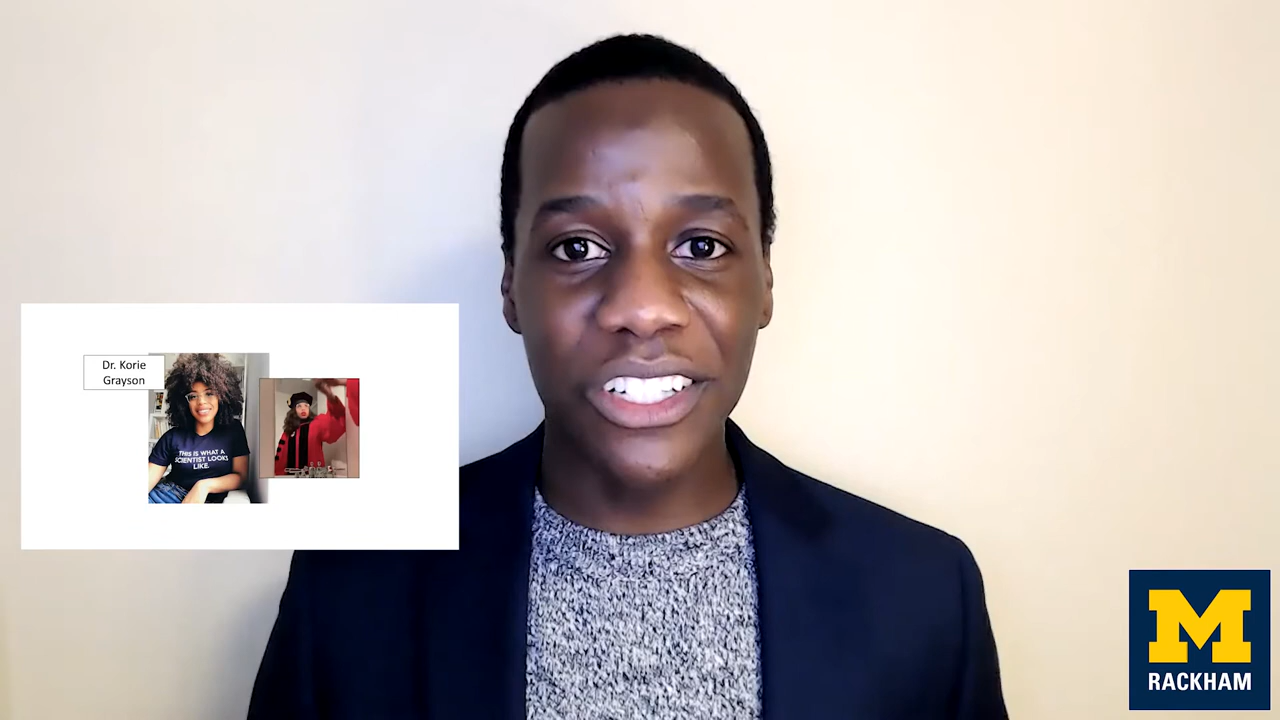 Dr. Korie
Grayson
THIS IS WHAT A
SCIENTIST LOOKS
LIKE.
M
RACKHAM